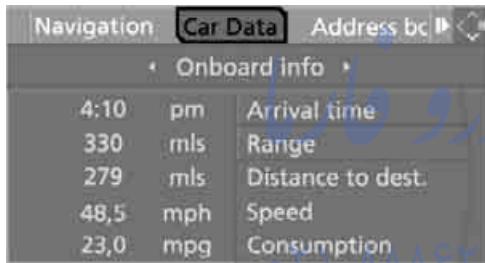 Navigation Car Data Address bc
Onboard info
4:10 pm Arrival time
330 mls Range
279 mls Distance to dest.
48,5 mph Speed
23,0 mpg Consumption